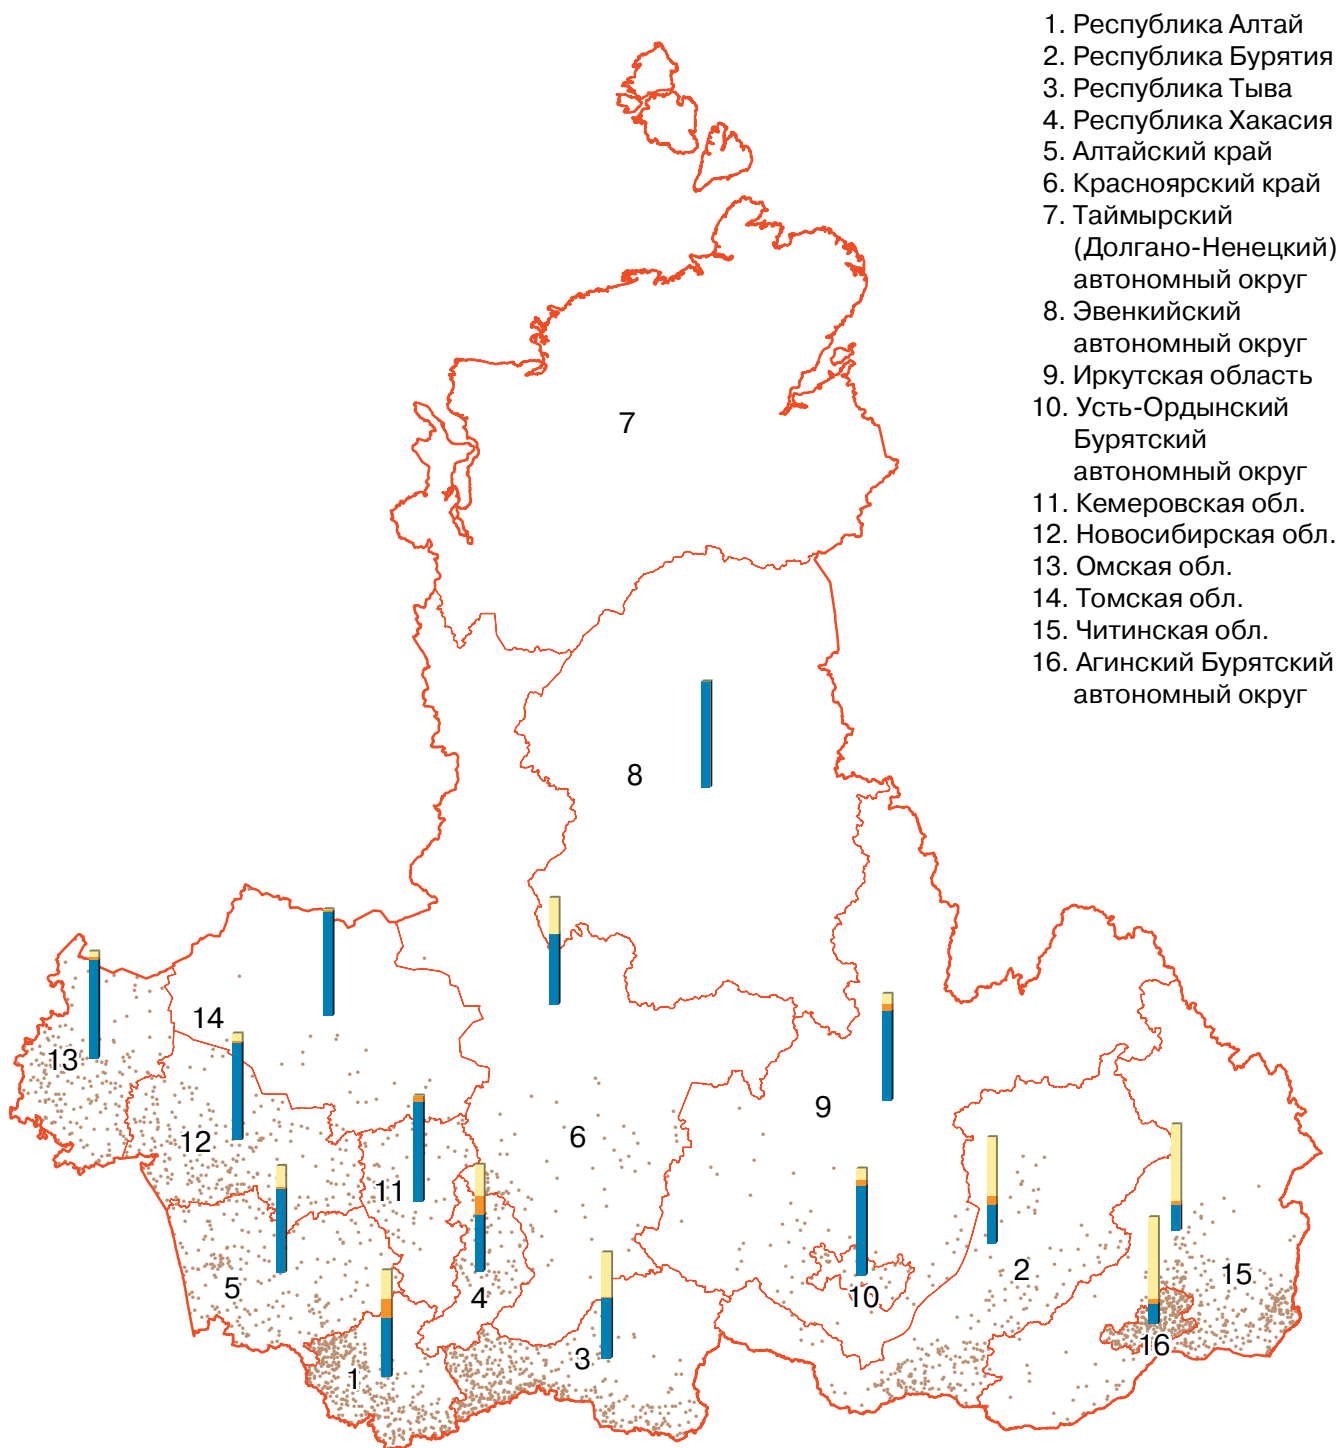 1. Республика Алтай
2. Республика Бурятия
3. Республика Тыва
4. Республика Хакасия
5. Алтайский край
6. Красноярский край
7. Таймырский
(Долгано-Ненецкий)
автономный округ
8. Эвенкийский
автономный округ
9. Иркутская область
10. Усть-Ордынский
Бурятский
автономный округ
11. Кемеровская обл.
12. Новосибирская обл.
13. Омская обл.
14. Томская обл.
15. Читинская обл.
16. Агинский Бурятский
автономный округ
7
8
14
13
9
12
6
11
2
15
5
4
10
16
3
1